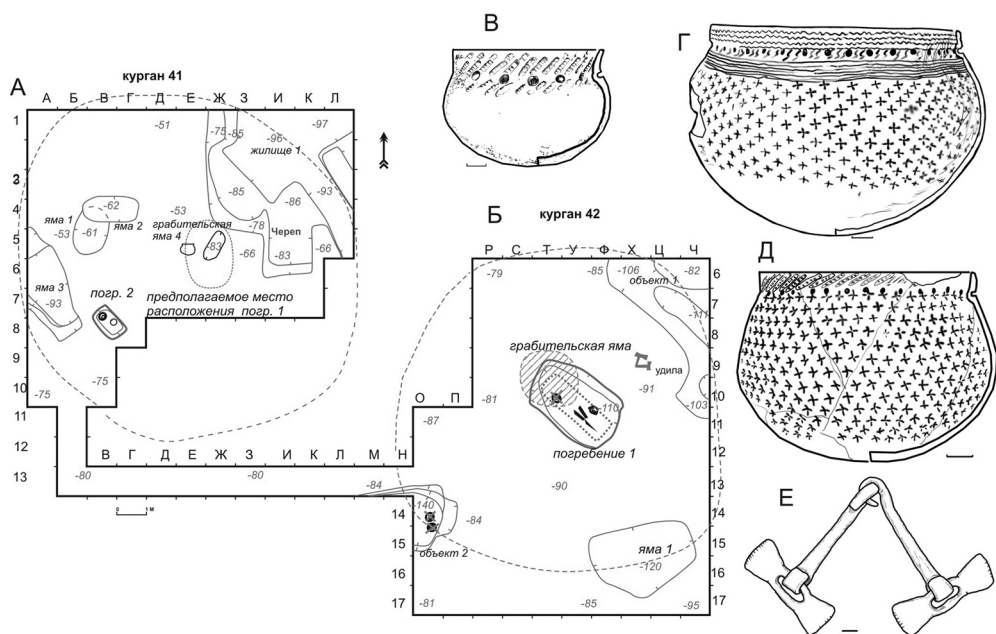 А
курган 41
А Б В Г Д Е Ж З И К Л
1
2
3
4
5
6
7
8
9
10
11
12
13
-51
-75
-85
-96
-97
жилище 1
-62
-53
-85
-93
-86
яма 1
-53
-61
яма 2
грабительская
яма 4
-83
-78
-66
Череп
-83
-66
яма 3
-93
погр. 2
предполагаемое место
расположения погр. 1
-75
-75
В Г Д Е Ж З И К Л М Н
-80
-80
-84
0 1 м
Б
курган 42
Р С Т У Ф Х Ц Ч
6
7
8
9
10
11
12
13
14
15
16
17
-79
-85
-106
-82
объект 1
-111
грабительская яма
удила
-91
-103
-81
-110
О П
-87
погребение 1
-90
14
15
16
17
-140
-84
объект 2
яма 1
-120
-81
-85
-95
В
Г
Д
Е